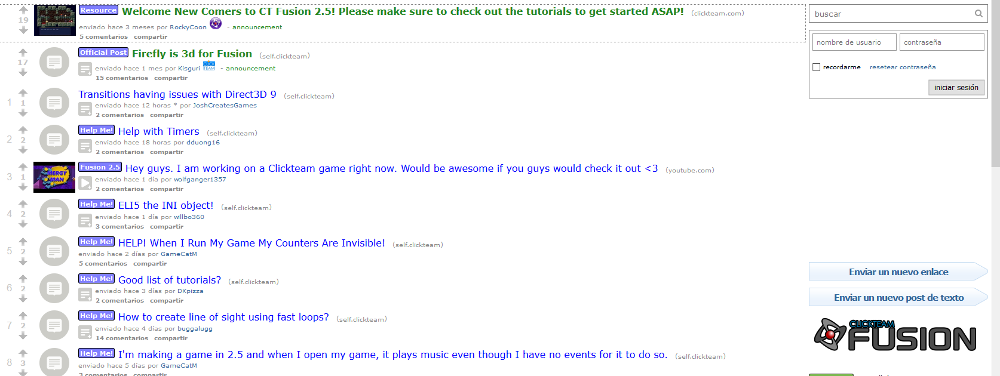 19
Resource Welcome New Comers to CT Fusion 2.5! Please make sure to check out the tutorials to get started ASAP! (clickteam.com)
enviado hace 3 meses por RockyCoon - announcement
5 comentarios compartir
17
Official Post Firefly is 3d for Fusion (self.clickteam)
enviado hace 1 mes por Kisguri CLICK TEAM - announcement
15 comentarios compartir
1
1
Transitions having issues with Direct3D 9 (self.clickteam)
enviado hace 12 horas * por JoshCreatesGames
2 comentarios compartir
2
2
Help Me! Help with Timers (self.clickteam)
enviado hace 18 horas por dduong16
2 comentarios compartir
3
1
MERGY MAN
Fusion 2.5 Hey guys. I am working on a Clickteam game right now. Would be awesome if you guys would check it out <3 (youtube.com)
enviado hace 1 día por wolfganger1357
2 comentarios compartir
4
2
Help Me! ELI5 the INI object! (self.clickteam)
enviado hace 1 día por willbo360
3 comentarios compartir
5
2
Help Me! HELP! When I Run My Game My Counters Are Invisible! (self.clickteam)
enviado hace 2 días por GameCatM
5 comentarios compartir
6
2
Help Me! Good list of tutorials? (self.clickteam)
enviado hace 3 días por DKpizza
2 comentarios compartir
7
2
Help Me! How to create line of sight using fast loops? (self.clickteam)
enviado hace 4 días por buggalugg
14 comentarios compartir
8
3
Help Me! I'm making a game in 2.5 and when I open my game, it plays music even though I have no events for it to do so. (self.clickteam)
enviado hace 5 días por GameCatM
3 comentarios compartir
buscar
nombre de usuario contraseña
recordarme resetear contraseña
iniciar sesión
Enviar un nuevo enlace
Enviar un nuevo post de texto
CLICKTEAM
FUSION